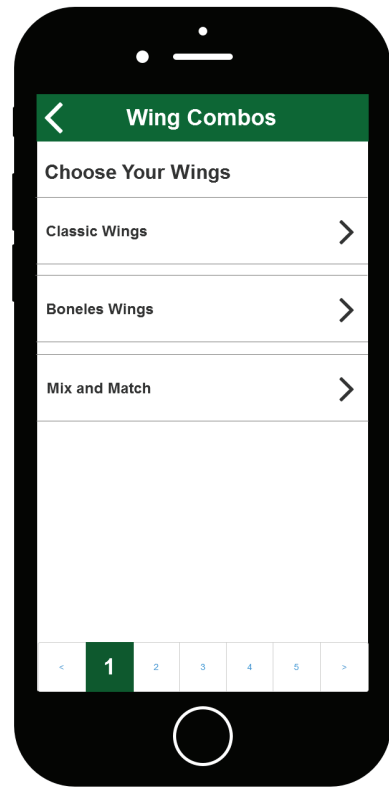 Wing Combos
Choose Your Wings
Classic Wings
Boneles Wings
Mix and Match
< 1 2 3 4 5 >